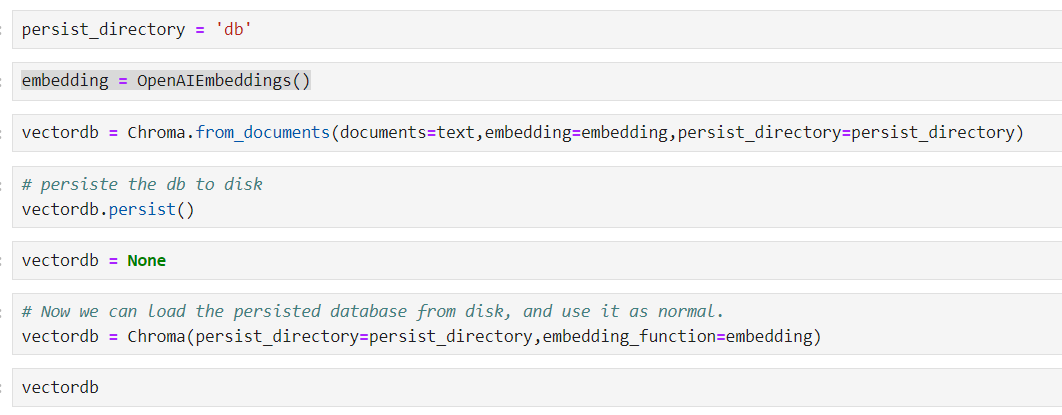 persist_directory = 'db'
embedding = OpenAIEmbeddings()
vectordb = Chroma.from_documents(documents=text,embedding=embedding,persist_directory=persist_directory)
# persiste the db to disk
vectordb.persist()
vectordb = None
# Now we can load the persisted database from disk, and use it as normal.
vectordb = Chroma(persist_directory=persist_directory,embedding_function=embedding)
vectordb